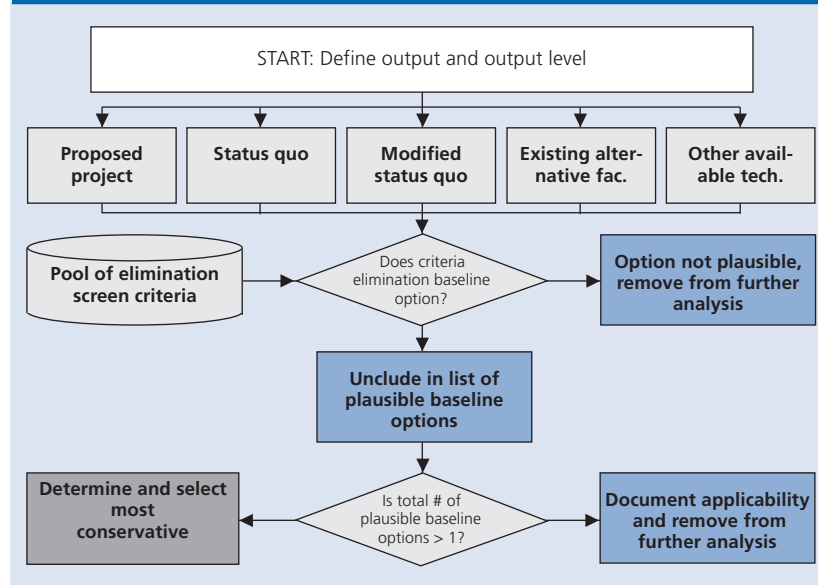 START: Define output and output level
Proposed
project
Status quo
Modified
status quo
Existing alter-
native fac.
Other avail-
able tech.
Pool of elimination
screen criteria
Does criteria
elimination baseline
option?
Option not plausible,
remove from further
analysis
Unclude in list of
plausible baseline
options
Determine and select
most
conservative
Is total # of
plausible baseline
options > 1?
Document applicability
and remove from
further analysis